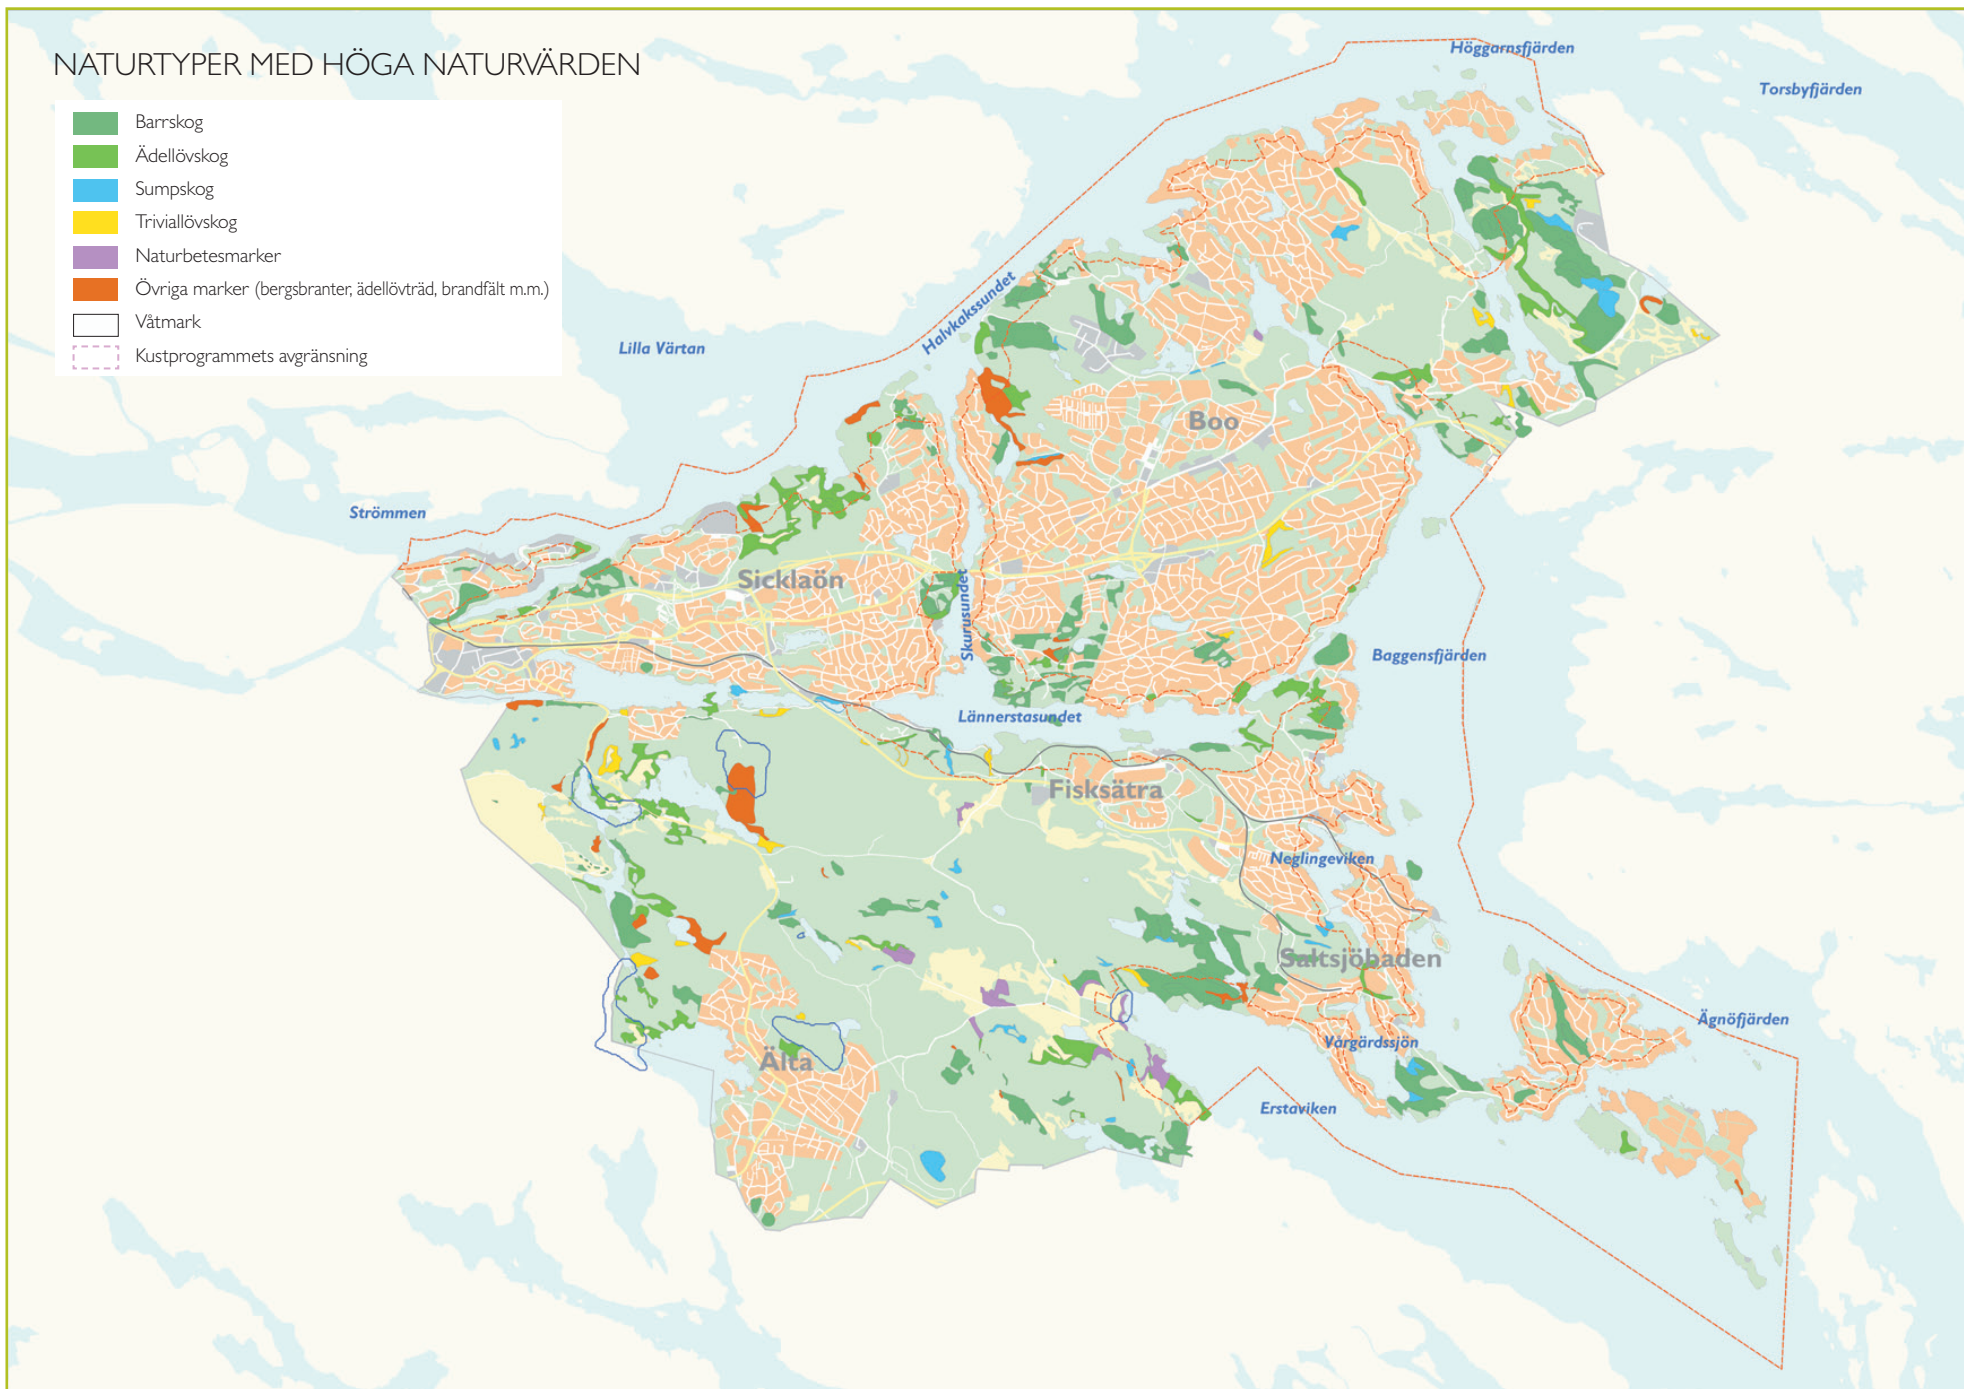 NATURTYPER MED HÖGA NATURVÄRDEN
Barrskog
Ädellövskog
Sumpskog
Triviallövskog
Naturbetesmarker
Övriga marker (bergsbranter, ädellövträd, brandfält m.m.)
Våtmark
Kustprogrammets avgränsning
Höggarnsfjärden
Torsbyfjärden
Halvkakssundet
Lilla Värtan
Boo
Strömmen
Sicklaön
Skurusundet
Baggensfjärden
Lännerstasundet
Fisksätra
Neglingeviken
Saltsjöbaden
Ägnöfjärden
Vårgärdssjön
Älta
Erstaviken